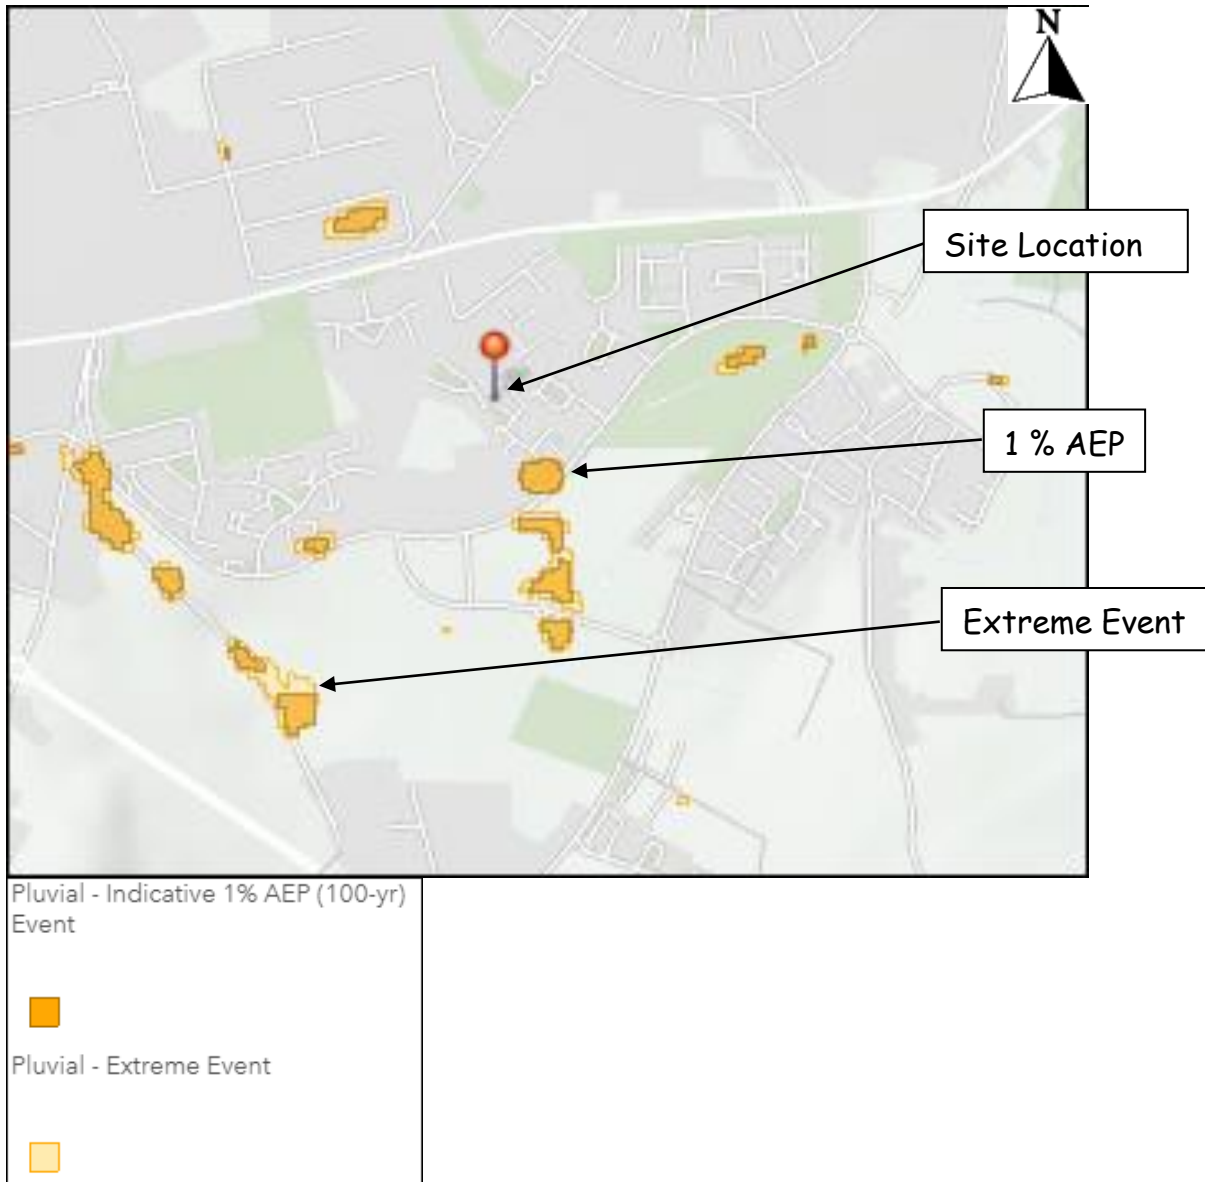 N
Site Location
1 % AEP
Extreme Event
Pluvial - Indicative 1% AEP (100-yr)
Event
Pluvial - Extreme Event